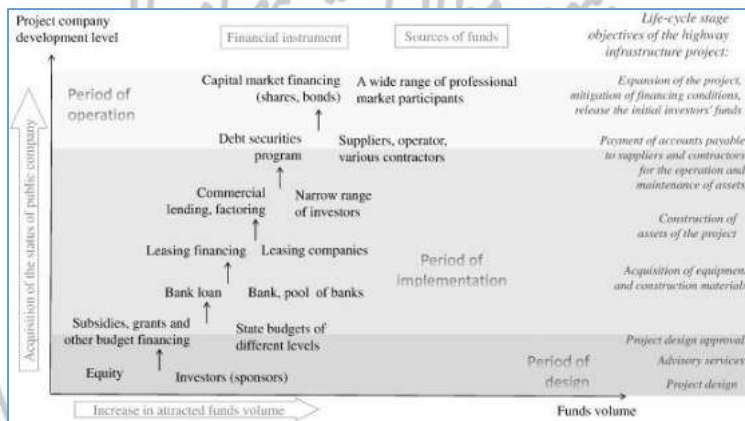 Project company
development level
Financial instrument
Sources of funds
Life-cycle stage
objectives of the highway
infrastructure project:
Period of
operation
Capital market financing
(shares, bonds)
A wide range of professional
market participants
Expansion of the project,
mitigation of financing conditions,
release the initial investors' funds
Debt securities
program
Suppliers, operator,
various contractors
Payment of accounts payable
to suppliers and contractors
for the operation and
maintenance of assets
Commercial
lending, factoring
Narrow range
of investors
Construction of
assets of the project
Leasing financing
Leasing companies
Period of
implementation
Acquisition of equipmen
and construction materials
Bank loan
Bank, pool of banks
Subsidies, grants and
other budget financing
State budgets of
different levels
Project design approval
Equity
Investors (sponsors)
Period of
design
Advisory services
Project design
Acquisition of the status of public company
Increase in attracted funds volume
Funds volume